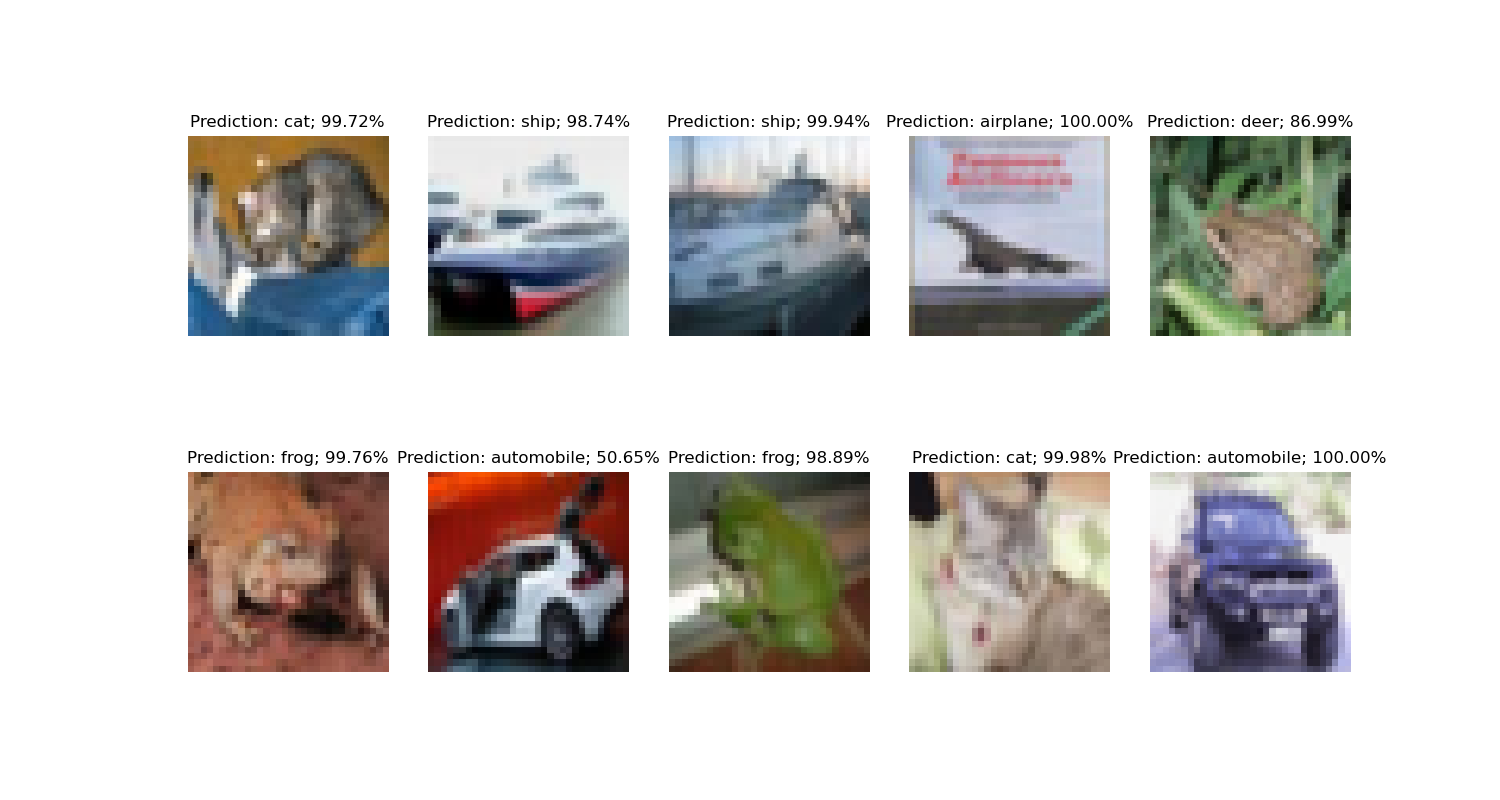 Prediction: cat; 99.72%
Prediction: ship; 98.74%
Prediction: ship; 99.94%
Prediction: airplane; 100.00%
Prediction: deer; 86.99%
Prediction: frog; 99.76%
Prediction: automobile; 50.65%
Prediction: frog; 98.89%
Prediction: cat; 99.98%
Prediction: automobile; 100.00%